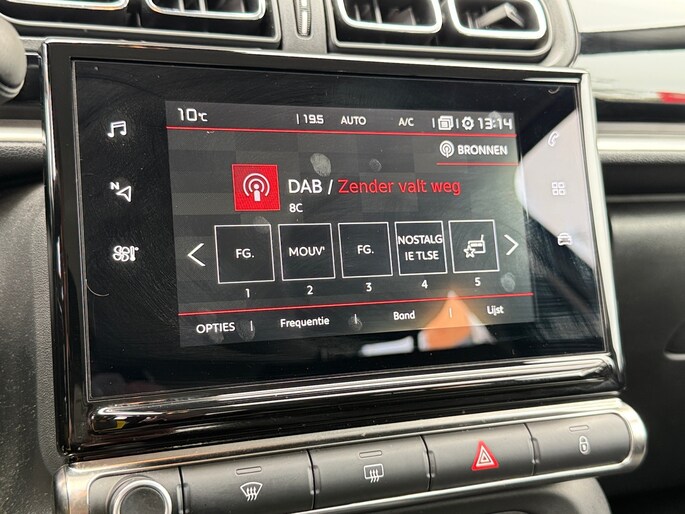 10°C | 19.5 AUTO A/C | | 13:14
BRONNEN
DAB / Zender valt weg
8C
FG. MOUV' FG. NOSTALG
IE TLSE
1 2 3 4 5
OPTIES | Frequentie | Band | Lijst
N